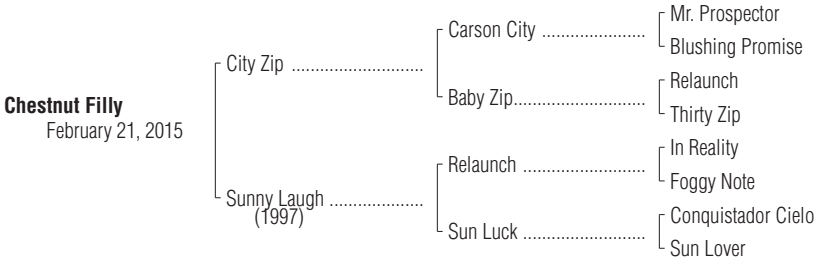 Mr. Prospector
Carson City ......................
Blushing Promise
City Zip ............................
Relaunch
Baby Zip............................
Thirty Zip
Chestnut Filly
February 21, 2015
In Reality
Relaunch ..........................
Foggy Note
Sunny Laugh ....................
(1997)
Conquistador Cielo
Sun Luck ..........................
Sun Lover